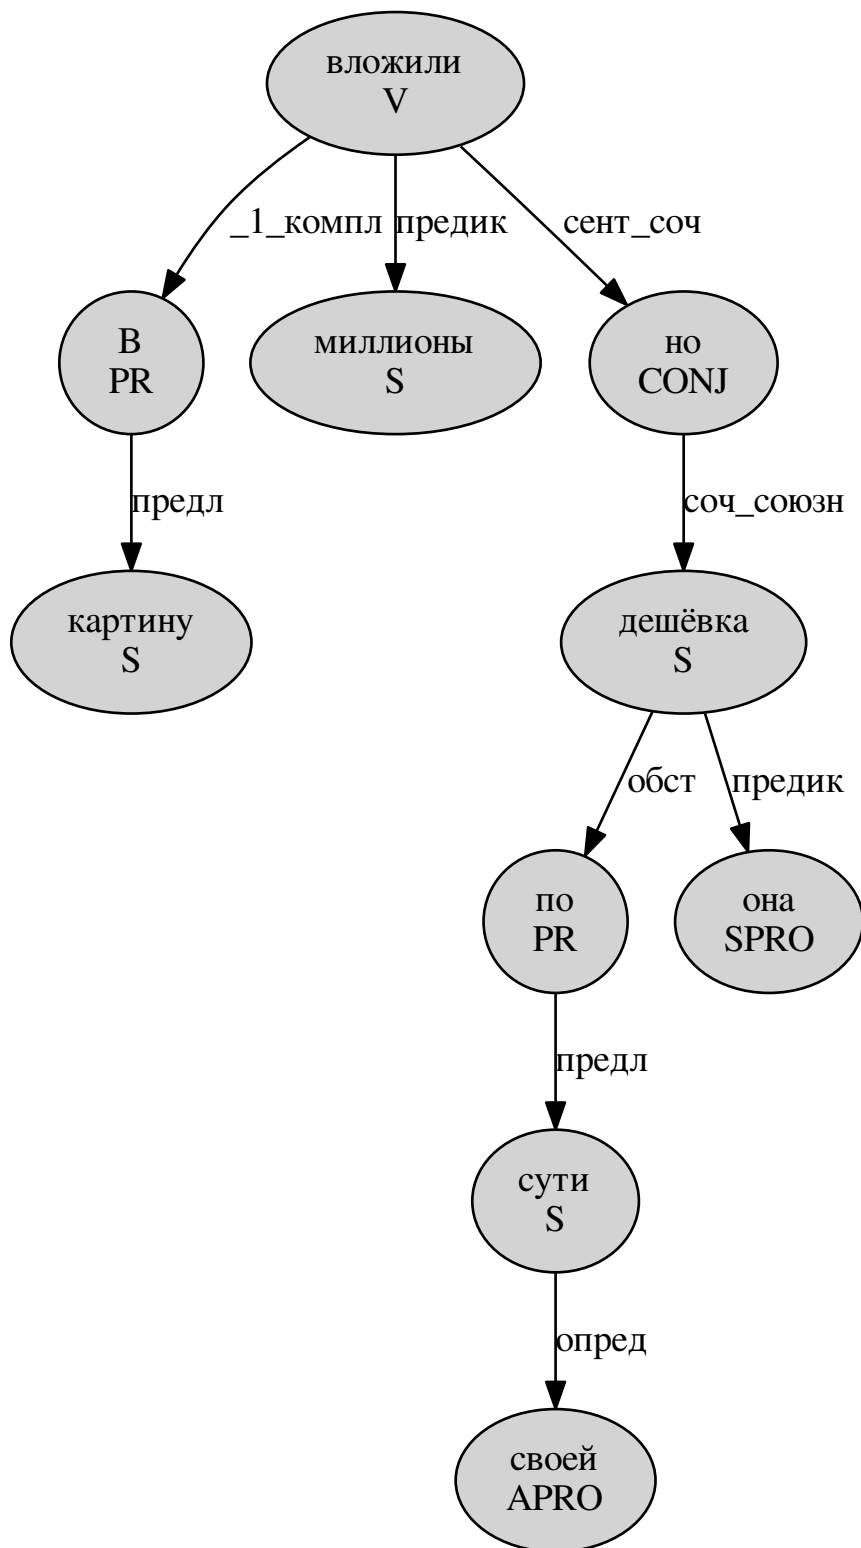 вложили
V
_1_компл
предик
сент_соч
В
PR
миллионы
S
но
CONJ
предл
соч_союзн
картину
S
дешёвка
S
обст
предик
по
PR
она
SPRO
предл
сути
S
опред
своей
APRO